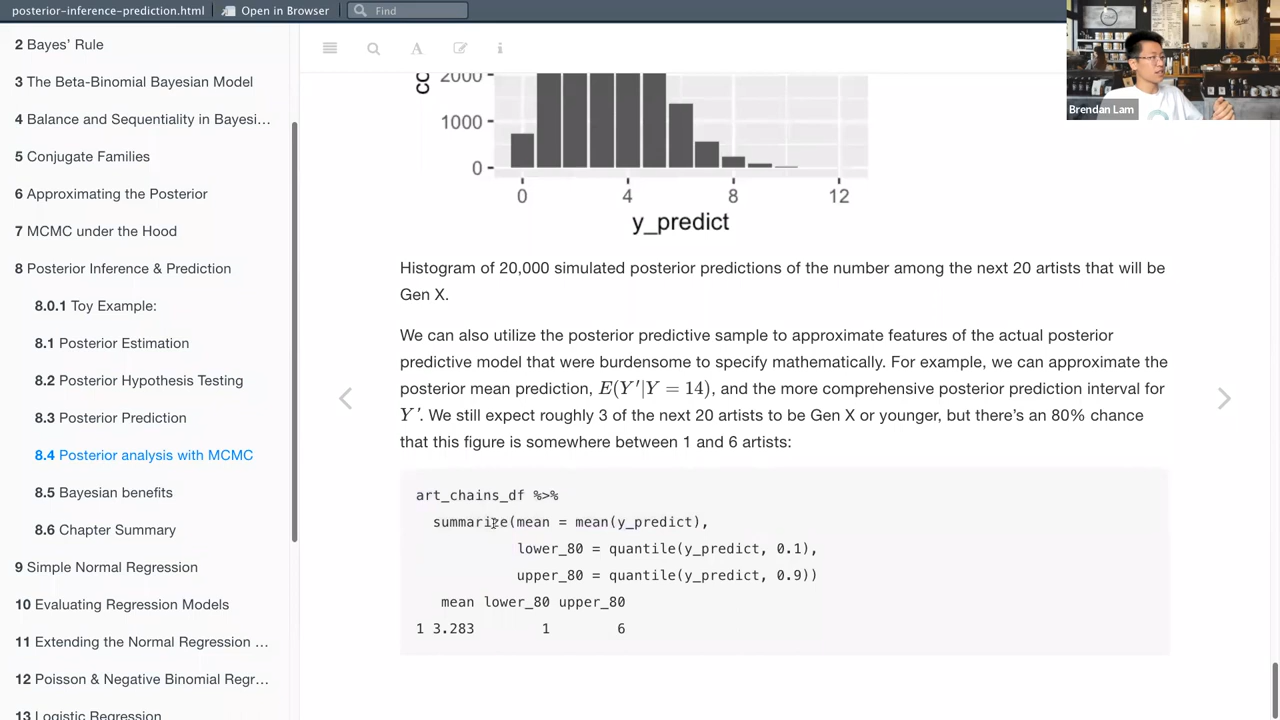 posterior-inference-prediction.html
Open in Browser
Find
2 Bayes' Rule
3 The Beta-Binomial Bayesian Model
4 Balance and Sequentiality in Bayesi…
5 Conjugate Families
6 Approximating the Posterior
7 MCMC under the Hood
8 Posterior Inference & Prediction
8.0.1 Toy Example:
8.1 Posterior Estimation
8.2 Posterior Hypothesis Testing
8.3 Posterior Prediction
8.4 Posterior analysis with MCMC
8.5 Bayesian benefits
8.6 Chapter Summary
9 Simple Normal Regression
10 Evaluating Regression Models
11 Extending the Normal Regression …
12 Poisson & Negative Binomial Regr…
13 Logistic Regression
2000
1000
0
0 4 8 12
y_predict
Histogram of 20,000 simulated posterior predictions of the number among the next 20 artists that will be
Gen X.
We can also utilize the posterior predictive sample to approximate features of the actual posterior
predictive model that were burdensome to specify mathematically. For example, we can approximate the
posterior mean prediction, E(Y′|Y = 14), and the more comprehensive posterior prediction interval for
Y′. We still expect roughly 3 of the next 20 artists to be Gen X or younger, but there's an 80% chance
that this figure is somewhere between 1 and 6 artists:
art_chains_df %>%
summarize(mean = mean(y_predict),
lower_80 = quantile(y_predict, 0.1),
upper_80 = quantile(y_predict, 0.9))
mean lower_80 upper_80
1 3.283 1 6
Brendan Lam